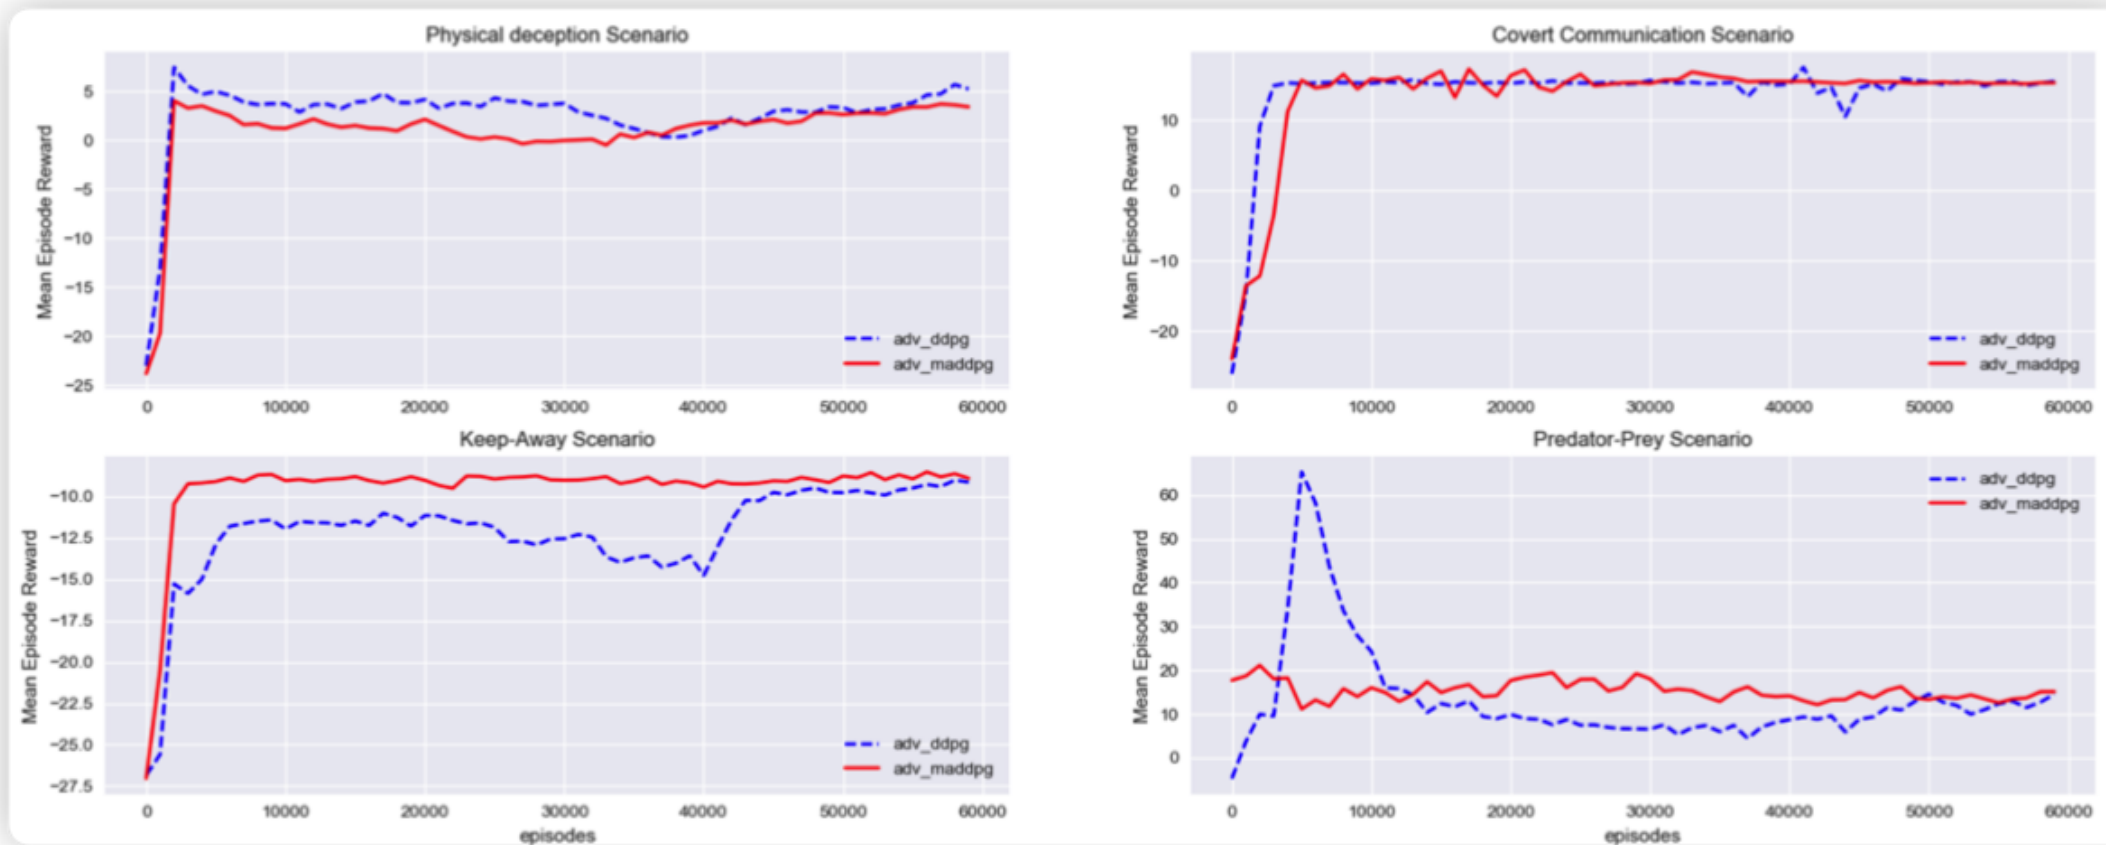 Physical deception Scenario
Mean Episode Reward
5
0
−5
−10
−15
−20
−25
adv_ddpg
adv_maddpg
0 10000 20000 30000 40000 50000 60000
Covert Communication Scenario
Mean Episode Reward
10
0
−10
−20
adv_ddpg
adv_maddpg
0 10000 20000 30000 40000 50000 60000
Keep-Away Scenario
Mean Episode Reward
−10.0
−12.5
−15.0
−17.5
−20.0
−22.5
−25.0
−27.5
adv_ddpg
adv_maddpg
0 10000 20000 30000 40000 50000 60000
episodes
Predator-Prey Scenario
Mean Episode Reward
60
50
40
30
20
10
0
adv_ddpg
adv_maddpg
0 10000 20000 30000 40000 50000 60000
episodes